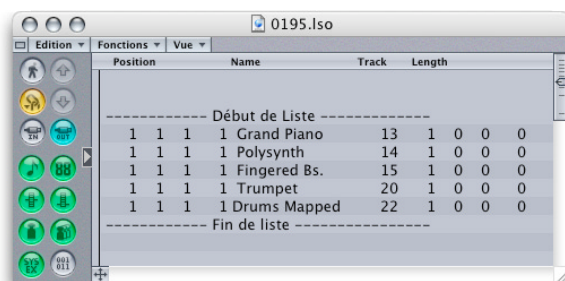 0195.lso
Edition Fonctions Vue
Position Name Track Length
------------ Début de Liste -------------
1 1 1 1 Grand Piano 13 1 0 0 0
1 1 1 1 Polysynth 14 1 0 0 0
1 1 1 1 Fingered Bs. 15 1 0 0 0
1 1 1 1 Trumpet 20 1 0 0 0
1 1 1 1 Drums Mapped 22 1 0 0 0
------------ Fin de liste ----------------
IN OUT
88
SYS EX 001 011